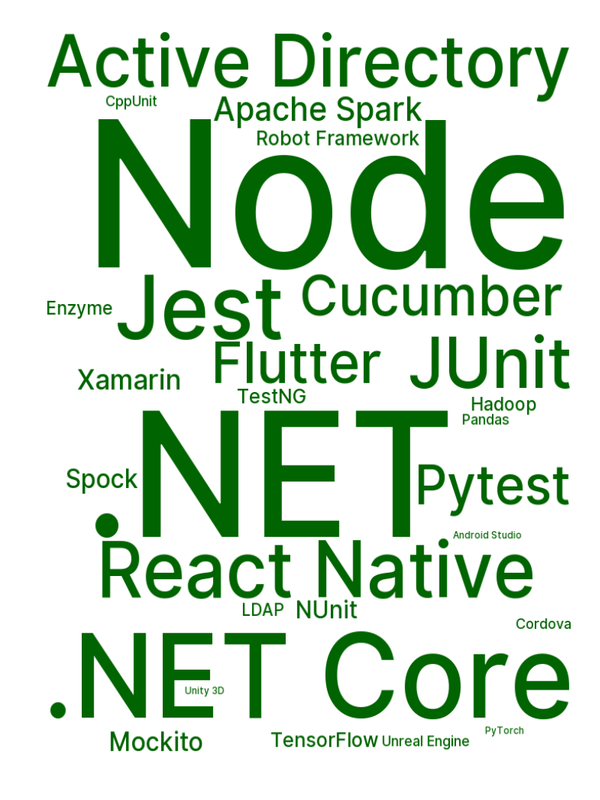 Active Directory
CppUnit
Apache Spark
Robot Framework
Node
Jest
Cucumber
Enzyme
Flutter
JUnit
Xamarin
TestNG
Hadoop
Pandas
.NET
Spock
Pytest
Android Studio
React Native
LDAP
NUnit
Cordova
.NET Core
Unity 3D
PyTorch
Mockito
TensorFlow
Unreal Engine